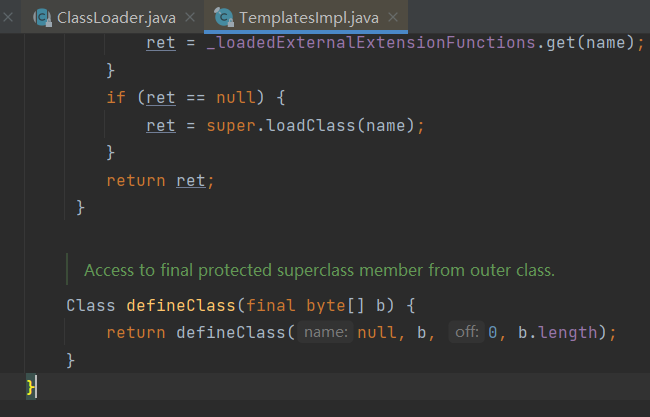 ClassLoader.java × TemplatesImpl.java ×
ret = _loadedExternalExtensionFunctions.get(name);
}
if (ret == null) {
ret = super.loadClass(name);
}
return ret;
}
Access to final protected superclass member from outer class.
Class defineClass(final byte[] b) {
return defineClass( name: null, b, off: 0, b.length);
}
}